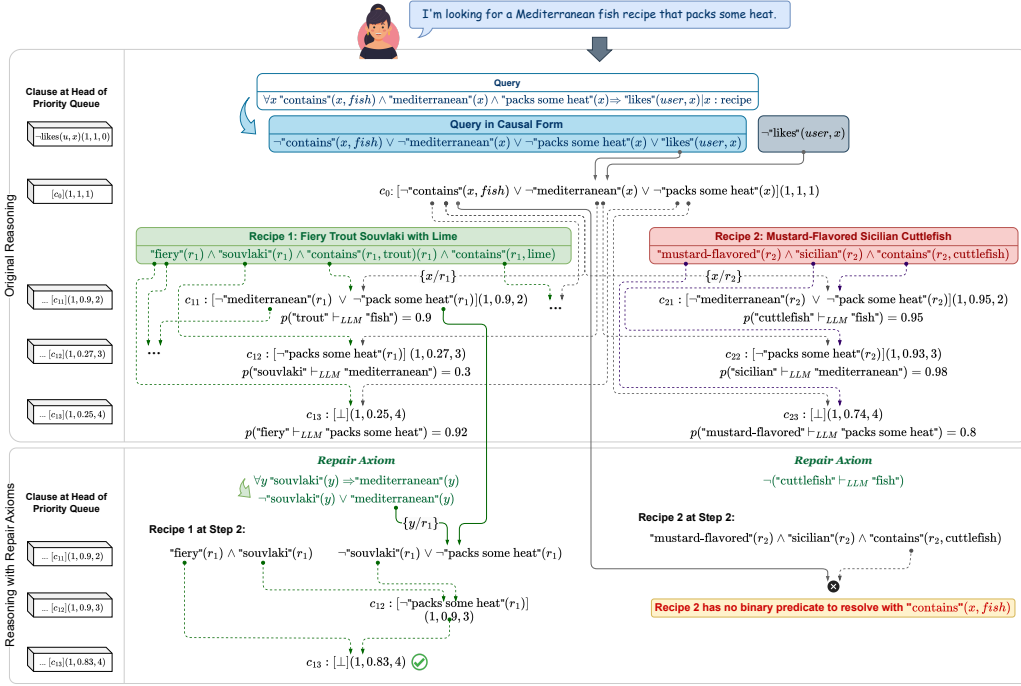 I'm looking for a Mediterranean fish recipe that packs some heat.
Original Reasoning
Clause at Head of
Priority Queue
Query
∀x "contains"(x, fish) ∧ "mediterranean"(x) ∧ "packs some heat"(x)⇒ "likes"(user, x)|x : recipe
Query in Causal Form
¬"contains"(x, fish) ∨ ¬"mediterranean"(x) ∨ ¬"packs some heat"(x) ∨ "likes"(user, x)
¬"likes"(user, x)
¬likes(u, x)(1, 1, 0)
[c₀](1, 1, 1)
c₀: [¬"contains"(x, fish) ∨ ¬"mediterranean"(x) ∨ ¬"packs some heat"(x)](1, 1, 1)
Recipe 1: Fiery Trout Souvlaki with Lime
"fiery"(r₁) ∧ "souvlaki"(r₁) ∧ "contains"(r₁, trout)(r₁) ∧ "contains"(r₁, lime)
Recipe 2: Mustard-Flavored Sicilian Cuttlefish
"mustard-flavored"(r₂) ∧ "sicilian"(r₂) ∧ "contains"(r₂, cuttlefish)
{x/r₁}
{x/r₂}
... [c₁₁](1, 0.9, 2)
c₁₁ : [¬"mediterranean"(r₁) ∨ ¬"pack some heat"(r₁)](1, 0.9, 2)
p("trout" ⊢LLM "fish") = 0.9
...
c₂₁ : [¬"mediterranean"(r₂) ∨ ¬"pack some heat"(r₂)](1, 0.95, 2)
p("cuttlefish" ⊢LLM "fish") = 0.95
... [c₁₂](1, 0.27, 3)
...
c₁₂ : [¬"packs some heat"(r₁)] (1, 0.27, 3)
p("souvlaki" ⊢LLM "mediterranean") = 0.3
c₂₂ : [¬"packs some heat"(r₂)](1, 0.93, 3)
p("sicilian" ⊢LLM "mediterranean") = 0.98
... [c₁₃](1, 0.25, 4)
c₁₃ : [⊥](1, 0.25, 4)
p("fiery" ⊢LLM "packs some heat") = 0.92
c₂₃ : [⊥](1, 0.74, 4)
p("mustard-flavored" ⊢LLM "packs some heat") = 0.8
Reasoning with Repair Axioms
Clause at Head of
Priority Queue
Repair Axiom
∀y "souvlaki"(y) ⇒"mediterranean"(y)
¬"souvlaki"(y) ∨ "mediterranean"(y)
{y/r₁}
Repair Axiom
¬("cuttlefish" ⊢LLM "fish")
Recipe 1 at Step 2:
Recipe 2 at Step 2:
"mustard-flavored"(r₂) ∧ "sicilian"(r₂) ∧ "contains"(r₂, cuttlefish)
... [c₁₁](1, 0.9, 2)
"fiery"(r₁) ∧ "souvlaki"(r₁)
¬"souvlaki"(r₁) ∨ ¬"packs some heat"(r₁)
... [c₁₂](1, 0.9, 3)
c₁₂ : [¬"packs some heat"(r₁)]
(1, 0.9, 3)
Recipe 2 has no binary predicate to resolve with "contains"(x, fish)
... [c₁₃](1, 0.83, 4)
c₁₃ : [⊥](1, 0.83, 4)